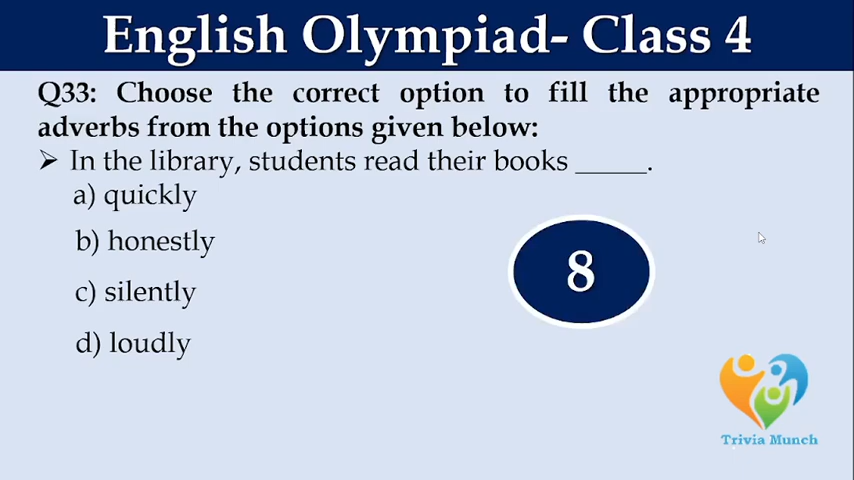 English Olympiad- Class 4
Q33: Choose the correct option to fill the appropriate
adverbs from the options given below:
➢ In the library, students read their books _____.
a) quickly
b) honestly
c) silently
d) loudly
8
Trivia Munch